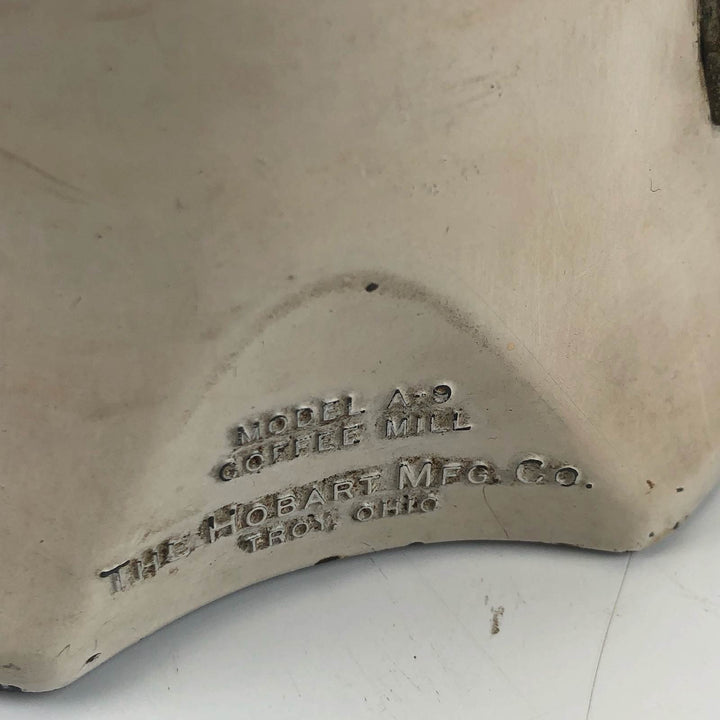 MODEL A-9
COFFEE MILL
THE HOBART MFG. CO.
TROY, OHIO